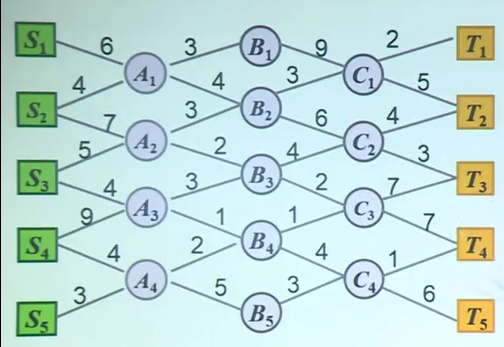 S1 6 3 B1 9 2 T1
A1 C1
4 4 3 5
S2 7 3 B2 6 4 T2
A2 C2
5 2 4 3
S3 4 3 B3 2 7 T3
A3 C3
9 1 1 7
S4 4 2 B4 4 1 T4
A4 C4
3 5 3 6
S5 B5 T5